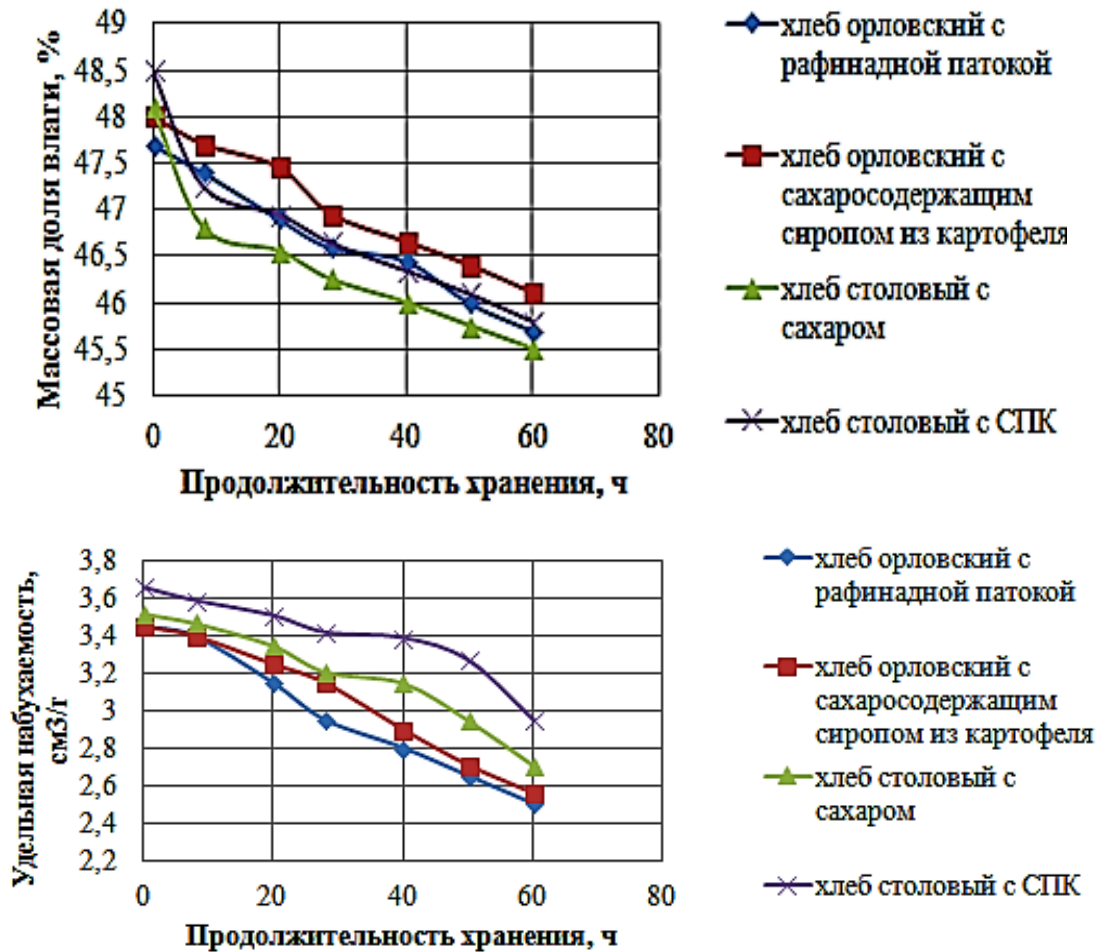 Массовая доля влаги, %
49
48,5
48
47,5
47
46,5
46
45,5
45
0
20
40
60
80
Продолжительность хранения, ч
хлеб орловский с
рафинадной патокой
хлеб орловский с
сахаросодержащим
сиропом из картофеля
хлеб столовый с
сахаром
хлеб столовый с СПК
Удельная набухаемость,
см3/г
3,8
3,6
3,4
3,2
3
2,8
2,6
2,4
2,2
0
20
40
60
80
Продолжительность хранения, ч
хлеб орловский с
рафинадной патокой
хлеб орловский с
сахаросодержащим
сиропом из картофеля
хлеб столовый с
сахаром
хлеб столовый с СПК